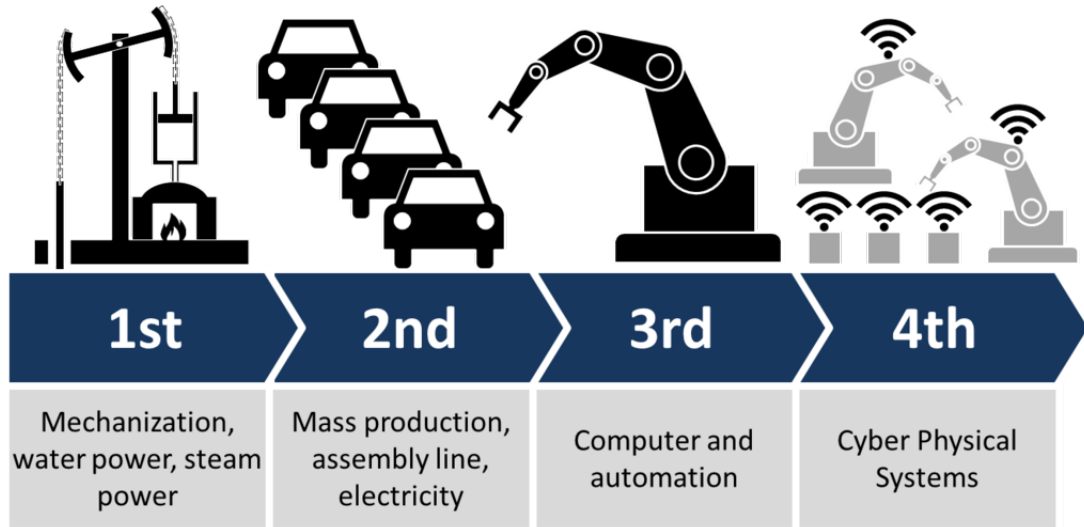 1st
2nd
3rd
4th
Mechanization,
water power, steam
power
Mass production,
assembly line,
electricity
Computer and
automation
Cyber Physical
Systems